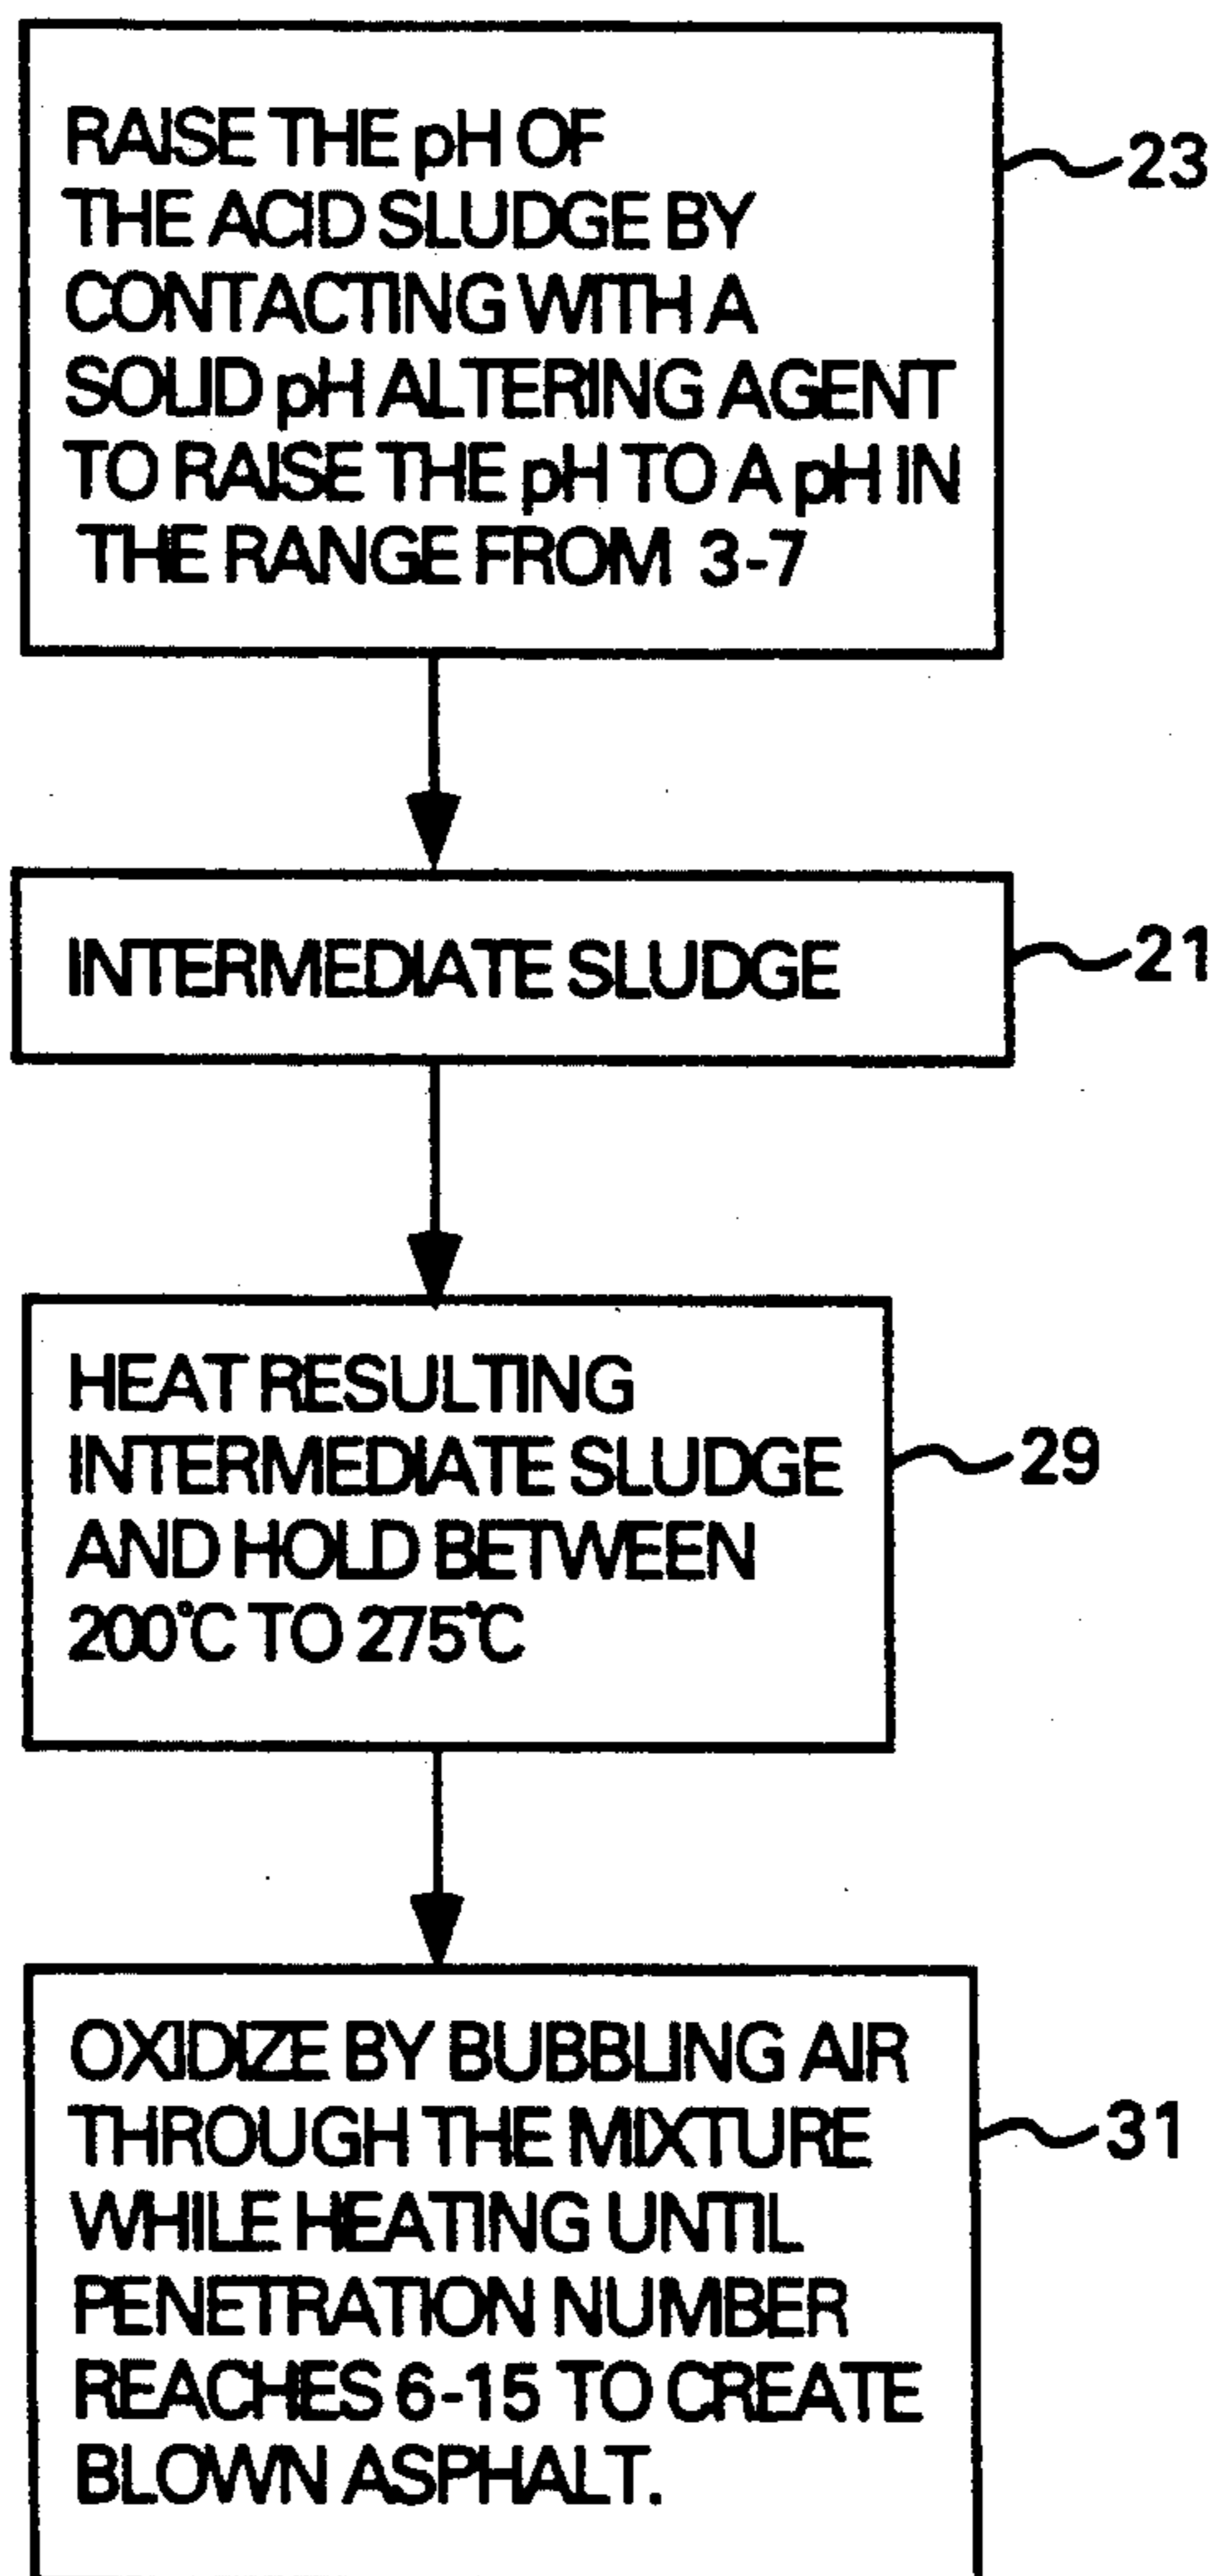 RAISE THE pH OF
THE ACID SLUDGE BY
CONTACTING WITH A
SOLID pH ALTERING AGENT
TO RAISE THE pH TO A pH IN
THE RANGE FROM 3-7
23
INTERMEDIATE SLUDGE
21
HEAT RESULTING
INTERMEDIATE SLUDGE
AND HOLD BETWEEN
200°C TO 275°C
29
OXIDIZE BY BUBBLING AIR
THROUGH THE MIXTURE
WHILE HEATING UNTIL
PENETRATION NUMBER
REACHES 6-15 TO CREATE
BLOWN ASPHALT.
31